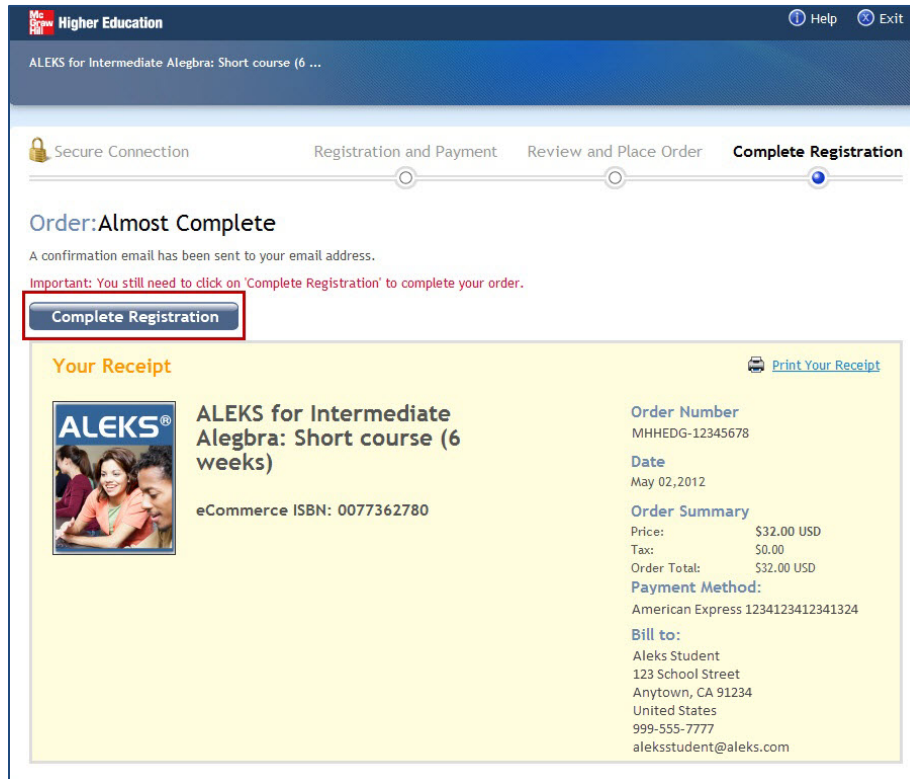 Mc Graw Hill Higher Education
Help Exit
ALEKS for Intermediate Alegbra: Short course (6 ...
Secure Connection Registration and Payment Review and Place Order Complete Registration
Order:Almost Complete
A confirmation email has been sent to your email address.
Important: You still need to click on 'Complete Registration' to complete your order.
Complete Registration
Your Receipt
Print Your Receipt
ALEKS®
ALEKS for Intermediate
Alegbra: Short course (6
weeks)
eCommerce ISBN: 0077362780
Order Number
MHHEDG-12345678
Date
May 02,2012
Order Summary
Price: $32.00 USD
Tax: $0.00
Order Total: $32.00 USD
Payment Method:
American Express 1234123412341324
Bill to:
Aleks Student
123 School Street
Anytown, CA 91234
United States
999-555-7777
aleksstudent@aleks.com